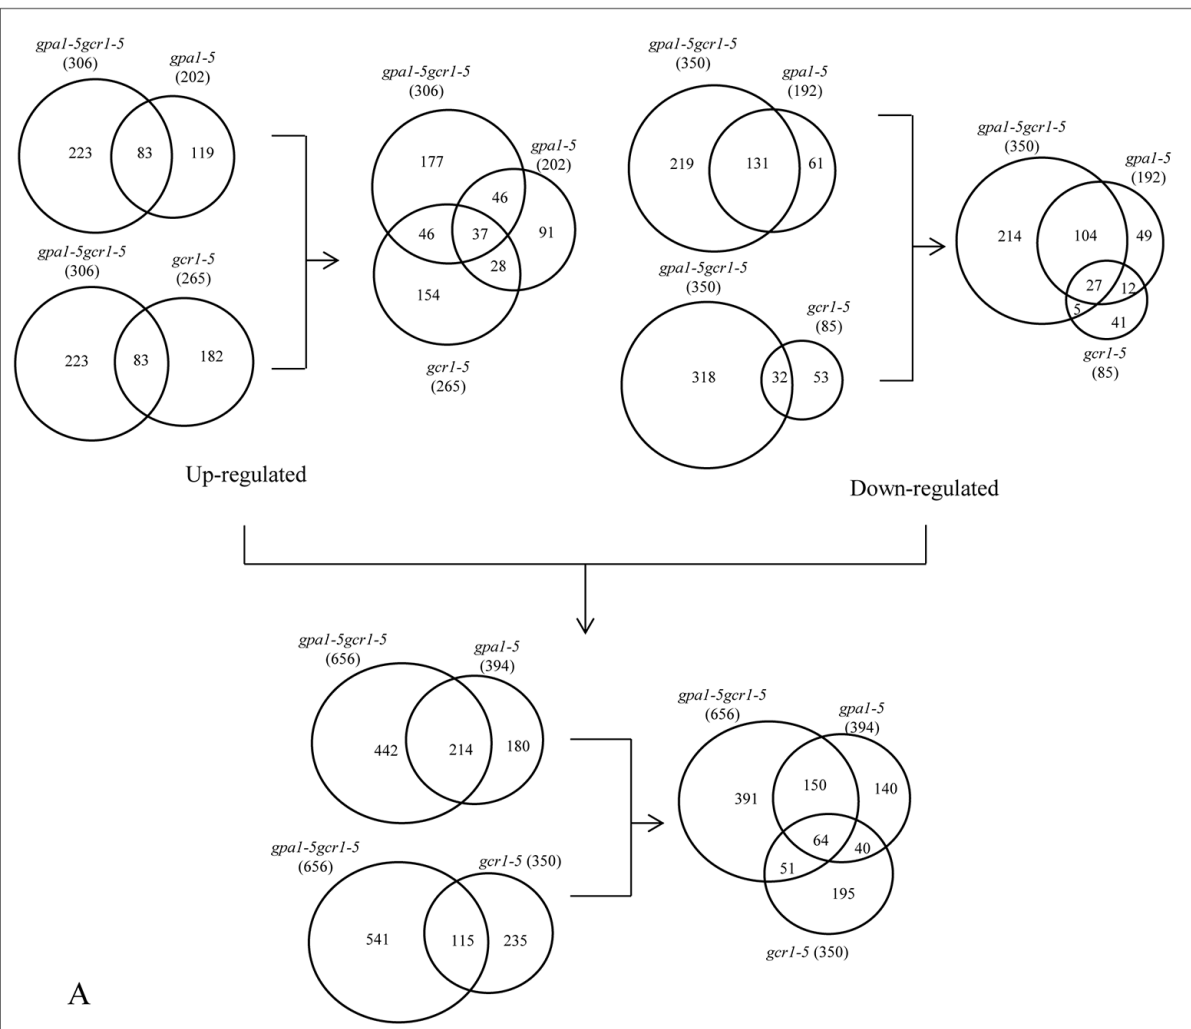 gpa1-5gcr1-5
(306)
gpa1-5
(202)
223
83
119
gpa1-5gcr1-5
(306)
gcr1-5
(265)
223
83
182
gpa1-5gcr1-5
(306)
gpa1-5
(202)
177
46
46
37
91
28
154
gcr1-5
(265)
Up-regulated
gpa1-5gcr1-5
(350)
gpa1-5
(192)
219
131
61
gpa1-5gcr1-5
(350)
gcr1-5
(85)
318
32
53
gpa1-5gcr1-5
(350)
gpa1-5
(192)
214
104
49
27
12
5
41
gcr1-5
(85)
Down-regulated
gpa1-5gcr1-5
(656)
gpa1-5
(394)
442
214
180
gpa1-5gcr1-5
(656)
gcr1-5 (350)
541
115
235
gpa1-5gcr1-5
(656)
gpa1-5
(394)
391
150
140
64
40
51
195
gcr1-5 (350)
A